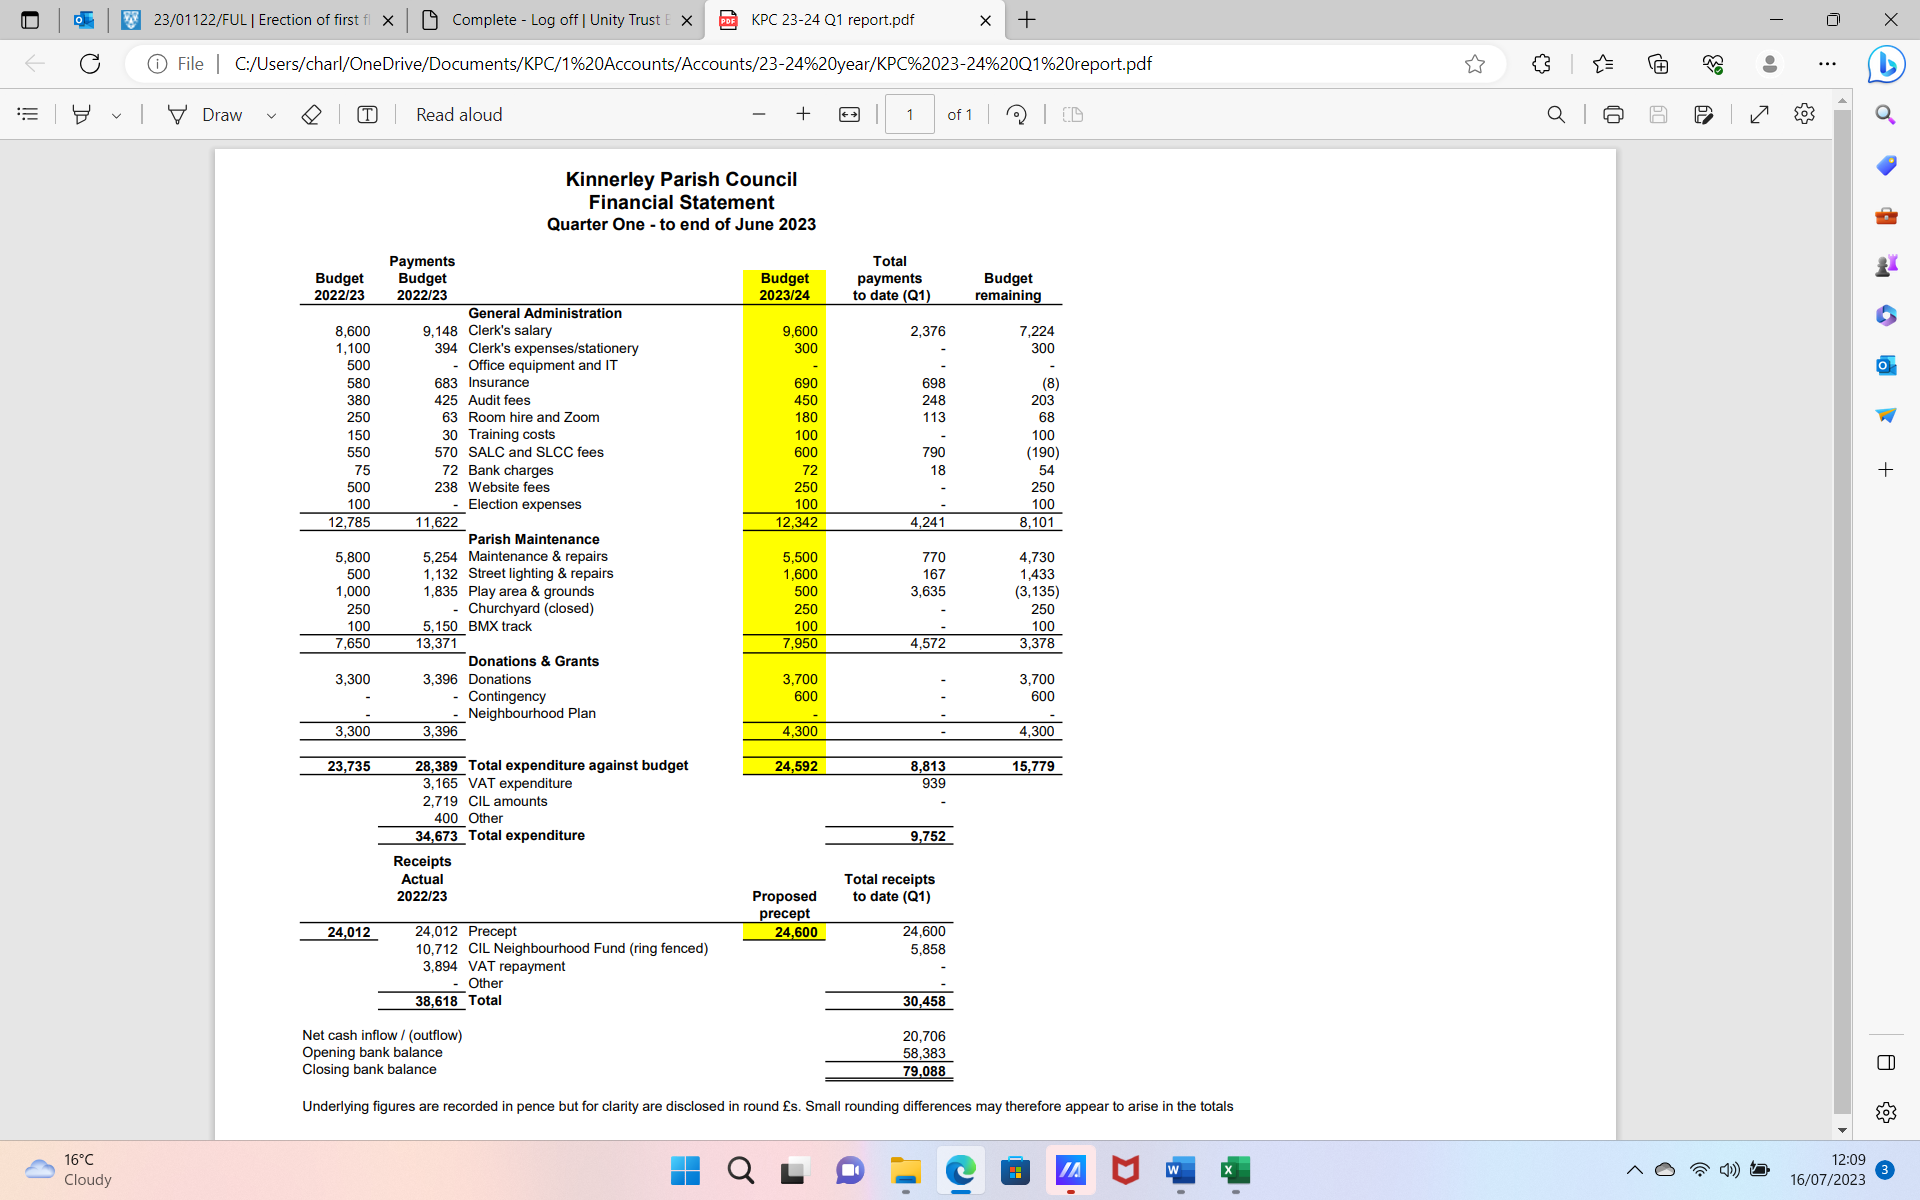 23/01122/FUL | Erection of first fl
Complete - Log off | Unity Trust B
KPC 23-24 Q1 report.pdf
File
C:/Users/charl/OneDrive/Documents/KPC/1%20Accounts/Accounts/23-24%20year/KPC%2023-24%20Q1%20report.pdf
Draw
Read aloud
1
of 1
Kinnerley Parish Council
Financial Statement
Quarter One - to end of June 2023
Payments Total
Budget Budget Budget payments Budget
2022/23 2022/23 2023/24 to date (Q1) remaining
General Administration
8,600 9,148 Clerk's salary 9,600 2,376 7,224
1,100 394 Clerk's expenses/stationery 300 - 300
500 - Office equipment and IT - - -
580 683 Insurance 690 698 (8)
380 425 Audit fees 450 248 203
250 63 Room hire and Zoom 180 113 68
150 30 Training costs 100 - 100
550 570 SALC and SLCC fees 600 790 (190)
75 72 Bank charges 72 18 54
500 238 Website fees 250 - 250
100 - Election expenses 100 - 100
12,785 11,622 12,342 4,241 8,101
Parish Maintenance
5,800 5,254 Maintenance & repairs 5,500 770 4,730
500 1,132 Street lighting & repairs 1,600 167 1,433
1,000 1,835 Play area & grounds 500 3,635 (3,135)
250 - Churchyard (closed) 250 - 250
100 5,150 BMX track 100 - 100
7,650 13,371 7,950 4,572 3,378
Donations & Grants
3,300 3,396 Donations 3,700 - 3,700
- - Contingency 600 - 600
- - Neighbourhood Plan - - -
3,300 3,396 4,300 - 4,300
23,735 28,389 Total expenditure against budget 24,592 8,813 15,779
3,165 VAT expenditure 939
2,719 CIL amounts -
400 Other
34,673 Total expenditure 9,752
Receipts
Actual Total receipts
2022/23 Proposed to date (Q1)
precept
24,012 24,012 Precept 24,600 24,600
10,712 CIL Neighbourhood Fund (ring fenced) 5,858
3,894 VAT repayment -
- Other -
38,618 Total 30,458
Net cash inflow / (outflow) 20,706
Opening bank balance 58,383
Closing bank balance 79,088
Underlying figures are recorded in pence but for clarity are disclosed in round £s. Small rounding differences may therefore appear to arise in the totals
16°C
Cloudy
12:09
16/07/2023
3